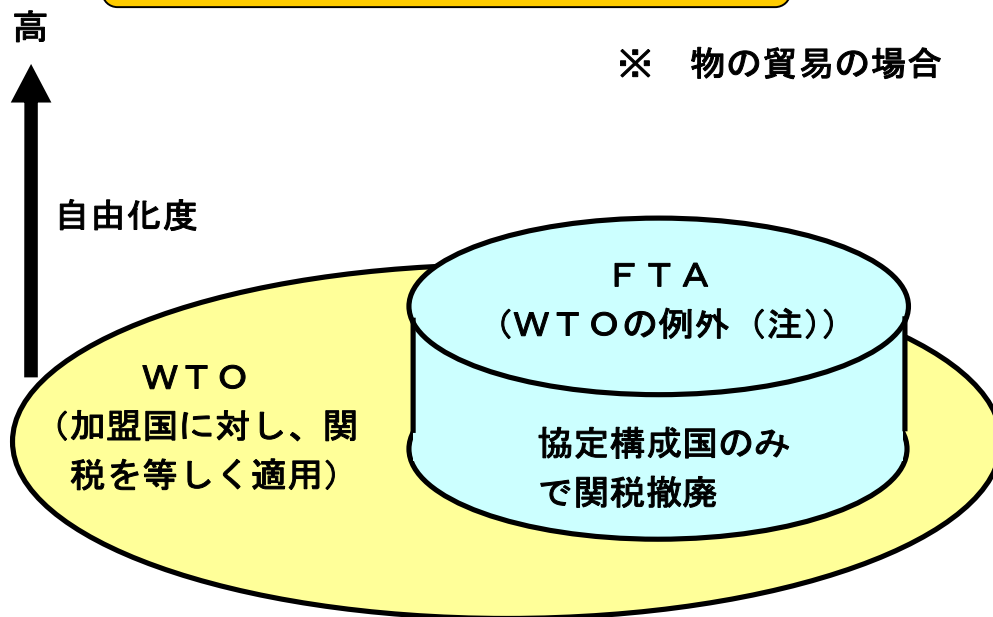 高
※　物の貿易の場合
自由化度
ＦＴＡ
（ＷＴＯの例外（注））
ＷＴＯ
（加盟国に対し、関
税を等しく適用）
協定構成国のみ
で関税撤廃